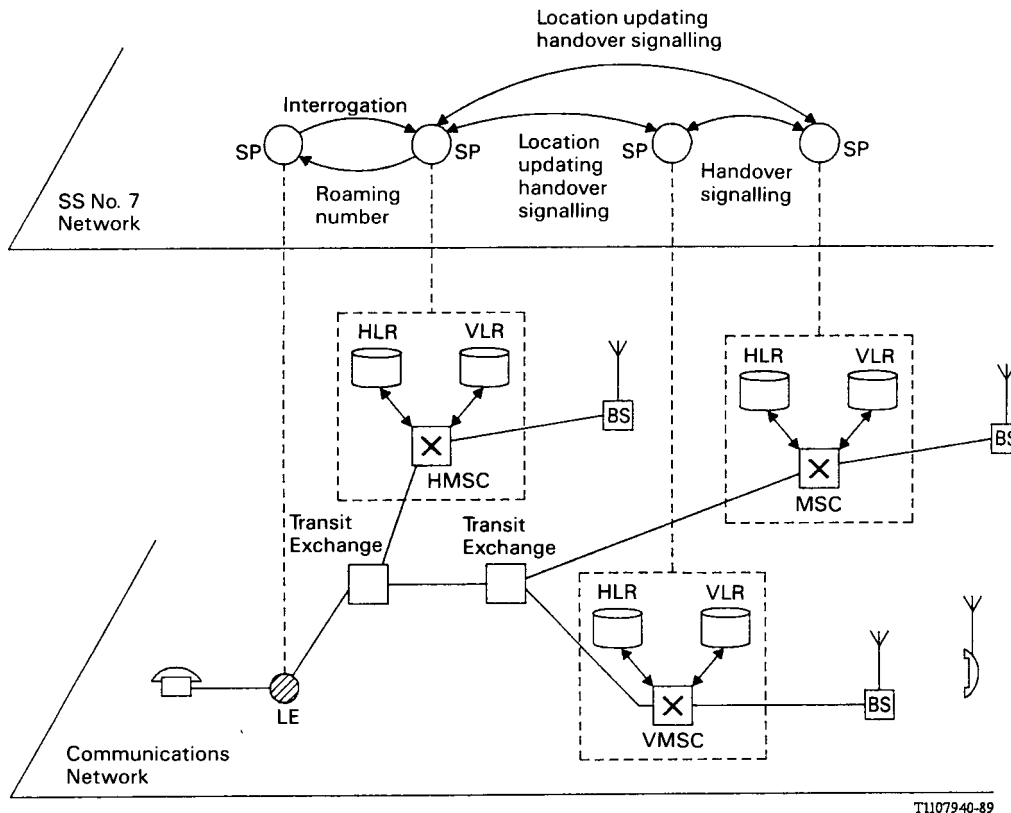 Location updating
handover signalling
Interrogation
SP
SP
SP
SP
Roaming
number
Location
updating
handover
signalling
Handover
signalling
SS No. 7
Network
HLR
VLR
BS
HMSC
HLR
VLR
BS
MSC
Transit
Exchange
Transit
Exchange
HLR
VLR
BS
VMSC
LE
Communications
Network
T1107940-89